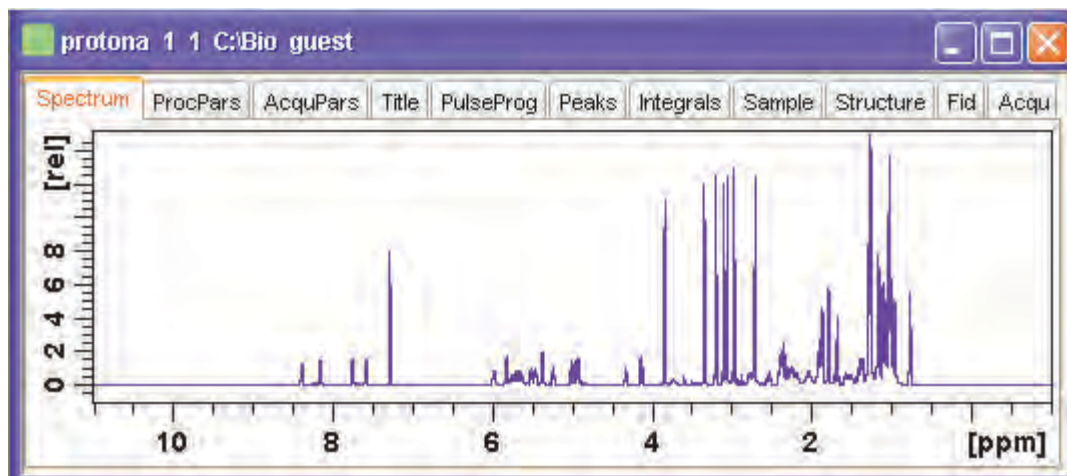 protona 1 1 C:\Bio guest
Spectrum ProcPars AcquPars Title PulseProg Peaks Integrals Sample Structure Fid Acqu
[rel]
8
6
4
2
0
10 8 6 4 2 [ppm]